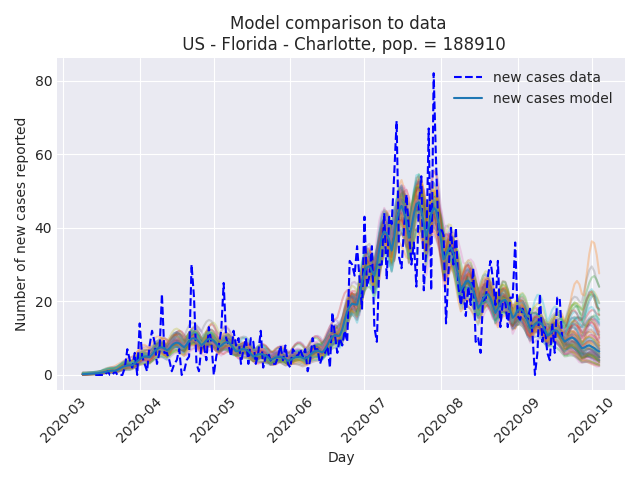 Model comparison to data
US - Florida - Charlotte, pop. = 188910
new cases data
new cases model
Number of new cases reported
80
60
40
20
0
2020-03
2020-04
2020-05
2020-06
2020-07
2020-08
2020-09
2020-10
Day